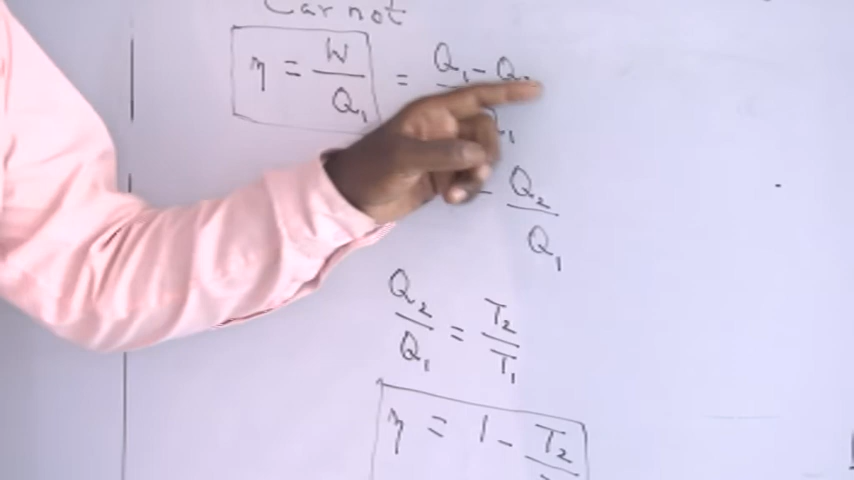 Carnot
η = W/Q₁ = Q₁ - Q₂/Q₁
- Q₂/Q₁
Q₂/Q₁ = T₂/T₁
η = 1 - T₂/